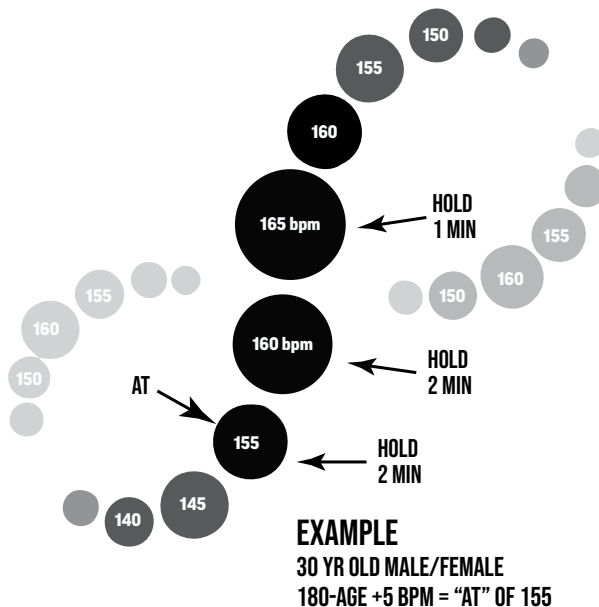 150
155
160
165 bpm
HOLD
1 MIN
155
160
150
155
160
150
160 bpm
HOLD
2 MIN
AT
155
HOLD
2 MIN
145
140
EXAMPLE
30 YR OLD MALE/FEMALE
180-AGE +5 BPM = “AT” OF 155